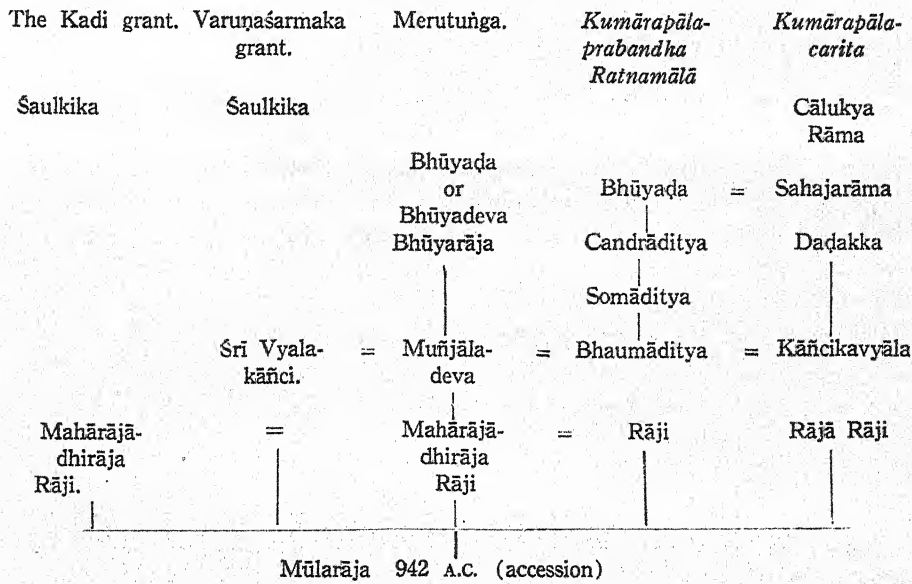 The Kadi grant. Varuṇaśarmaka Merutuṅga. Kumārapāla- Kumārapāla-
grant. prabandha carita
Ratnamālā
Śaulkika Śaulkika Cālukya
Rāma
Bhūyaḍa
or Bhūyaḍa = Sahajarāma
Bhūyadeva
Bhūyarāja Candrāditya Daḍakka
Somāditya
Śrī Vyala- = Muñjāla- = Bhaumāditya = Kāñcikavyāla
kāñci. deva
Mahārājā- = Mahārājā- = Rāji Rājā Rāji
dhirāja dhirāja
Rāji. Rāji
Mūlarāja 942 A.C. (accession)